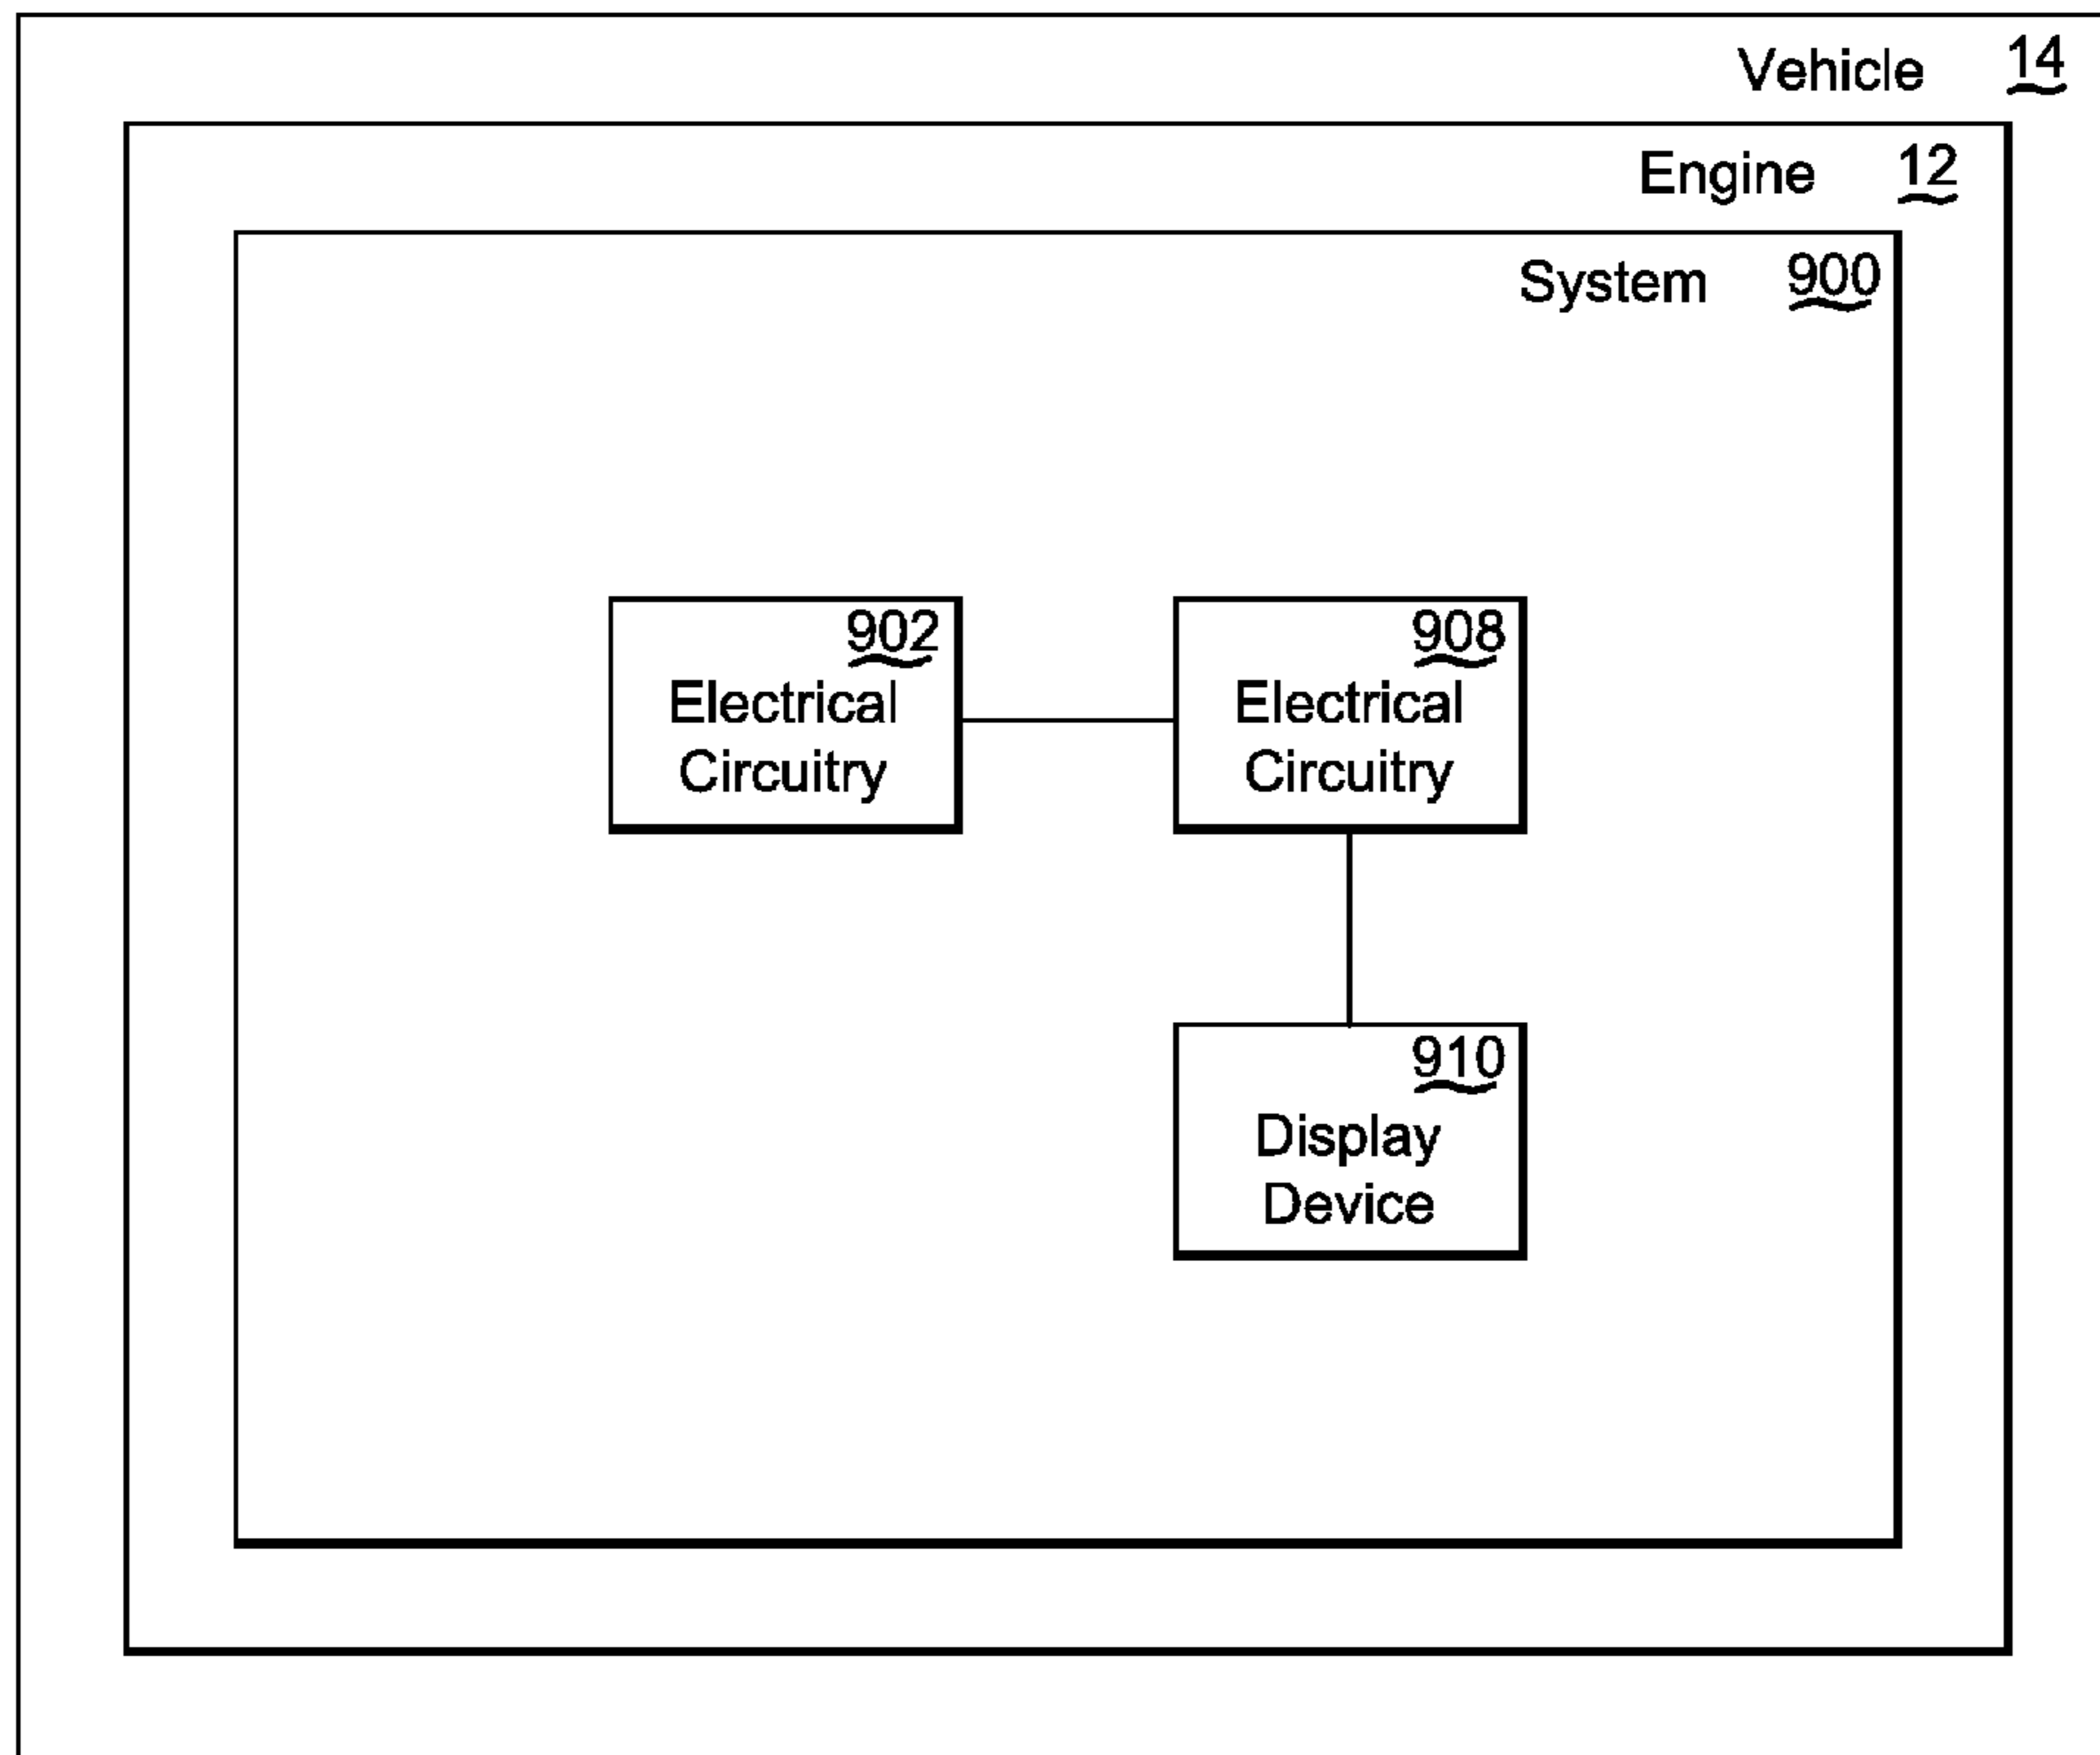 Vehicle 14
Engine 12
System 900
902
Electrical
Circuitry
908
Electrical
Circuitry
910
Display
Device